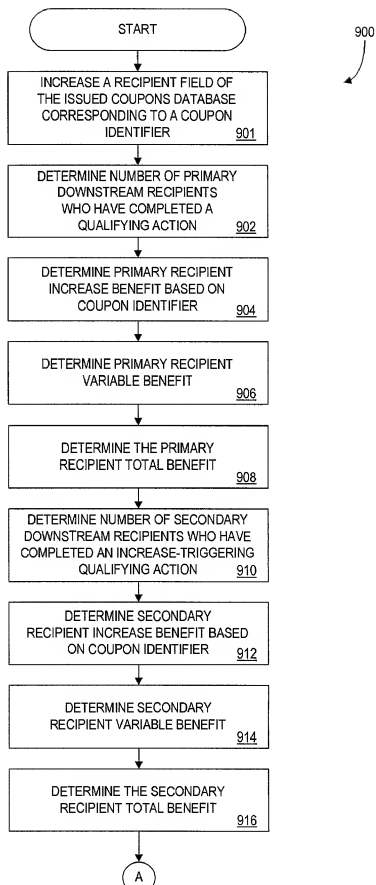 START
900
INCREASE A RECIPIENT FIELD OF
THE ISSUED COUPONS DATABASE
CORRESPONDING TO A COUPON
IDENTIFIER
901
DETERMINE NUMBER OF PRIMARY
DOWNSTREAM RECIPIENTS
WHO HAVE COMPLETED A
QUALIFYING ACTION
902
DETERMINE PRIMARY RECIPIENT
INCREASE BENEFIT BASED ON
COUPON IDENTIFIER
904
DETERMINE PRIMARY RECIPIENT
VARIABLE BENEFIT
906
DETERMINE THE PRIMARY
RECIPIENT TOTAL BENEFIT
908
DETERMINE NUMBER OF SECONDARY
DOWNSTREAM RECIPIENTS WHO HAVE
COMPLETED AN INCREASE-TRIGGERING
QUALIFYING ACTION
910
DETERMINE SECONDARY
RECIPIENT INCREASE BENEFIT BASED
ON COUPON IDENTIFIER
912
DETERMINE SECONDARY
RECIPIENT VARIABLE BENEFIT
914
DETERMINE THE SECONDARY
RECIPIENT TOTAL BENEFIT
916
A